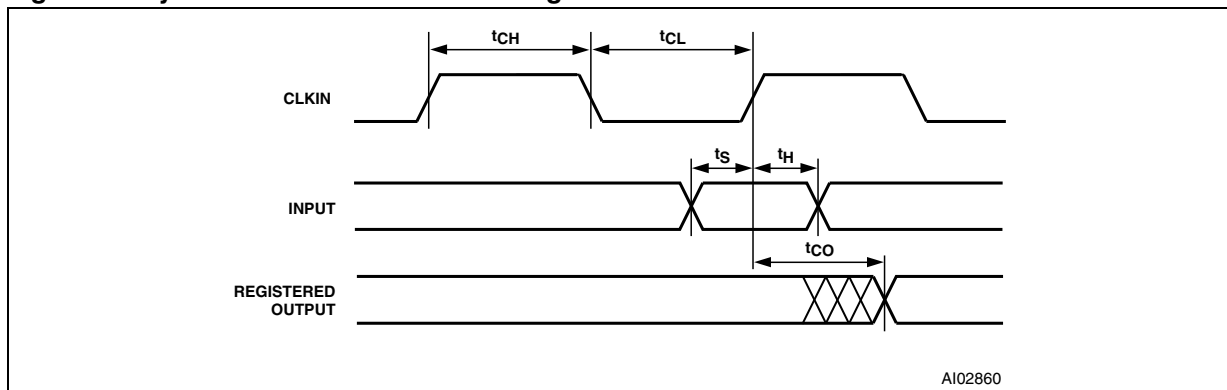 tCH
tCL
CLKIN
tS
tH
INPUT
tCO
REGISTERED
OUTPUT
AI02860